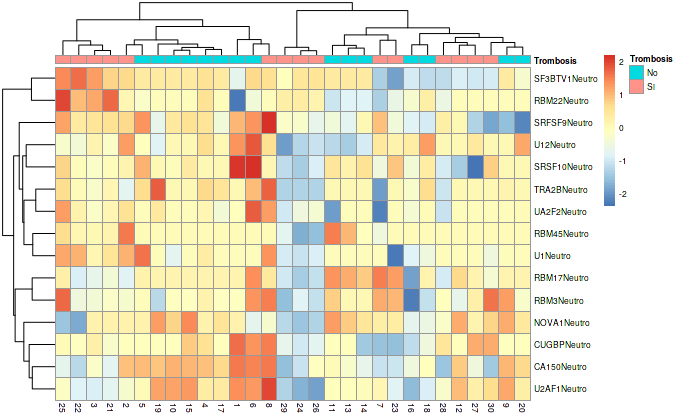 Trombosis
SF3BTV1Neutro
RBM22Neutro
SRFSF9Neutro
U12Neutro
SRSF10Neutro
TRA2BNeutro
UA2F2Neutro
RBM45Neutro
U1Neutro
RBM17Neutro
RBM3Neutro
NOVA1Neutro
CUGBPNeutro
CA150Neutro
U2AF1Neutro
25 22 3 21 2 5 19 10 15 4 17 1 6 8 29 24 26 11 13 14 7 23 16 18 28 12 27 30 9 20
2
1
0
-1
-2
Trombosis
No
SI